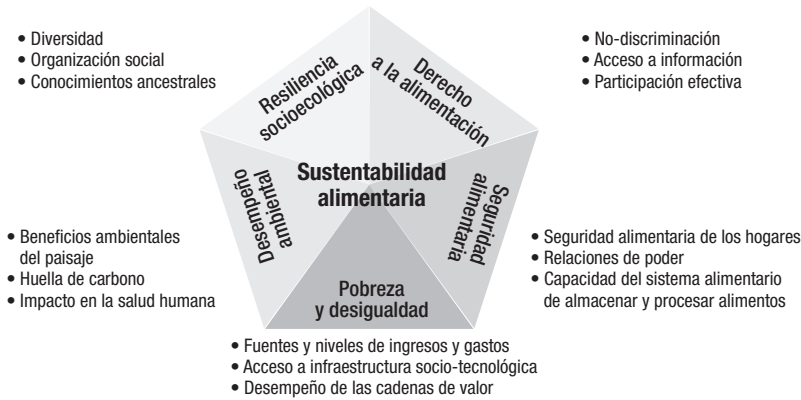 • Diversidad
• Organización social
• Conocimientos ancestrales
• No-discriminación
• Acceso a información
• Participación efectiva
Resiliencia
socioecológica
Derecho
a la alimentación
Sustentabilidad
alimentaria
Desempeño
ambiental
Seguridad
alimentaria
• Beneficios ambientales
del paisaje
• Huella de carbono
• Impacto en la salud humana
• Seguridad alimentaria de los hogares
• Relaciones de poder
• Capacidad del sistema alimentario
de almacenar y procesar alimentos
Pobreza
y desigualdad
• Fuentes y niveles de ingresos y gastos
• Acceso a infraestructura socio-tecnológica
• Desempeño de las cadenas de valor